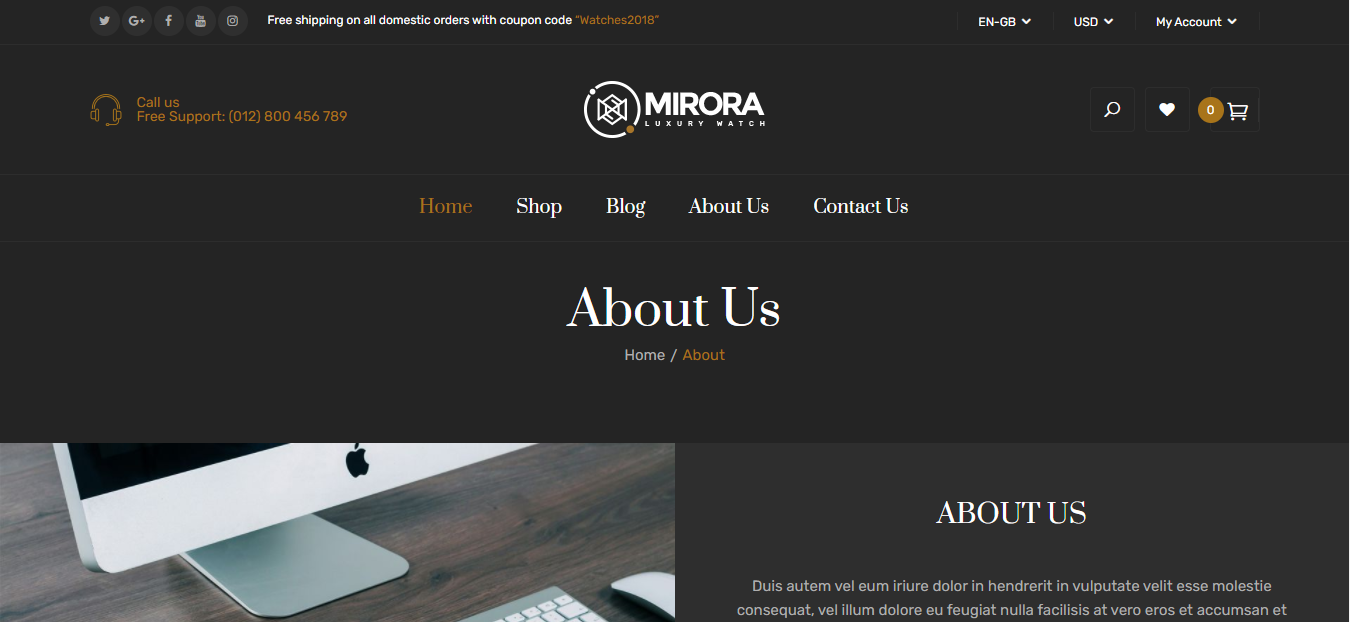 Free shipping on all domestic orders with coupon code “Watches2018”
EN-GB
USD
My Account
Call us
Free Support: (012) 800 456 789
MIRORA
LUXURY WATCH
0
Home
Shop
Blog
About Us
Contact Us
About Us
Home / About
ABOUT US
Duis autem vel eum iriure dolor in hendrerit in vulputate velit esse molestie
consequat, vel illum dolore eu feugiat nulla facilisis at vero eros et accumsan et